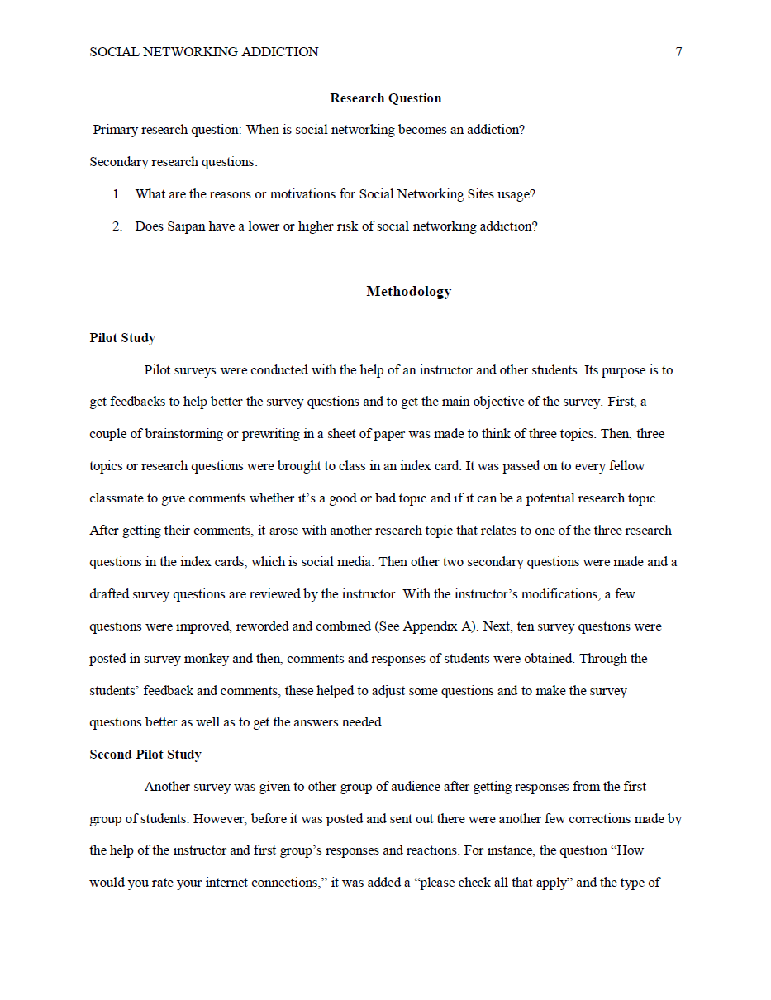 SOCIAL NETWORKING ADDICTION 7
Research Question
Primary research question: When is social networking becomes an addiction?
Secondary research questions:
1. What are the reasons or motivations for Social Networking Sites usage?
2. Does Saipan have a lower or higher risk of social networking addiction?
Methodology
Pilot Study
Pilot surveys were conducted with the help of an instructor and other students. Its purpose is to
get feedbacks to help better the survey questions and to get the main objective of the survey. First, a
couple of brainstorming or prewriting in a sheet of paper was made to think of three topics. Then, three
topics or research questions were brought to class in an index card. It was passed on to every fellow
classmate to give comments whether it’s a good or bad topic and if it can be a potential research topic.
After getting their comments, it arose with another research topic that relates to one of the three research
questions in the index cards, which is social media. Then other two secondary questions were made and a
drafted survey questions are reviewed by the instructor. With the instructor’s modifications, a few
questions were improved, reworded and combined (See Appendix A). Next, ten survey questions were
posted in survey monkey and then, comments and responses of students were obtained. Through the
students’ feedback and comments, these helped to adjust some questions and to make the survey
questions better as well as to get the answers needed.
Second Pilot Study
Another survey was given to other group of audience after getting responses from the first
group of students. However, before it was posted and sent out there were another few corrections made by
the help of the instructor and first group’s responses and reactions. For instance, the question “How
would you rate your internet connections,” it was added a “please check all that apply” and the type of